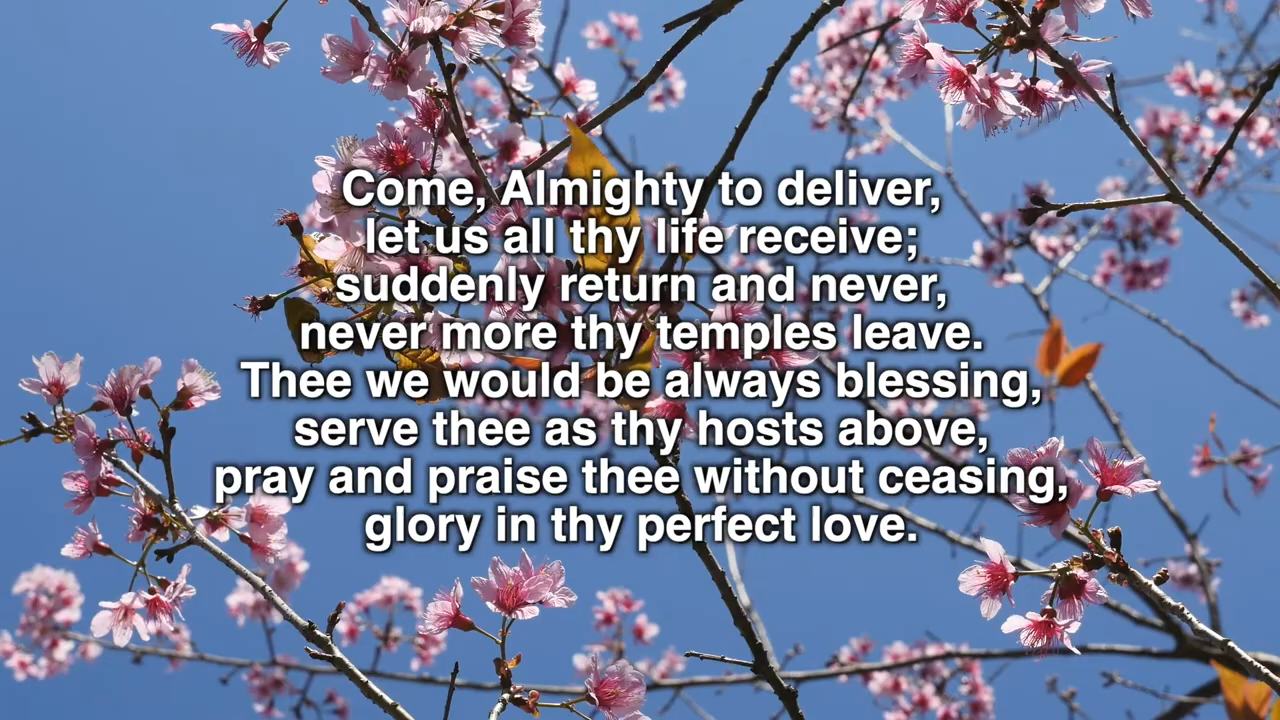 Come, Almighty to deliver,
let us all thy life receive;
suddenly return and never,
never more thy temples leave.
Thee we would be always blessing,
serve thee as thy hosts above,
pray and praise thee without ceasing,
glory in thy perfect love.